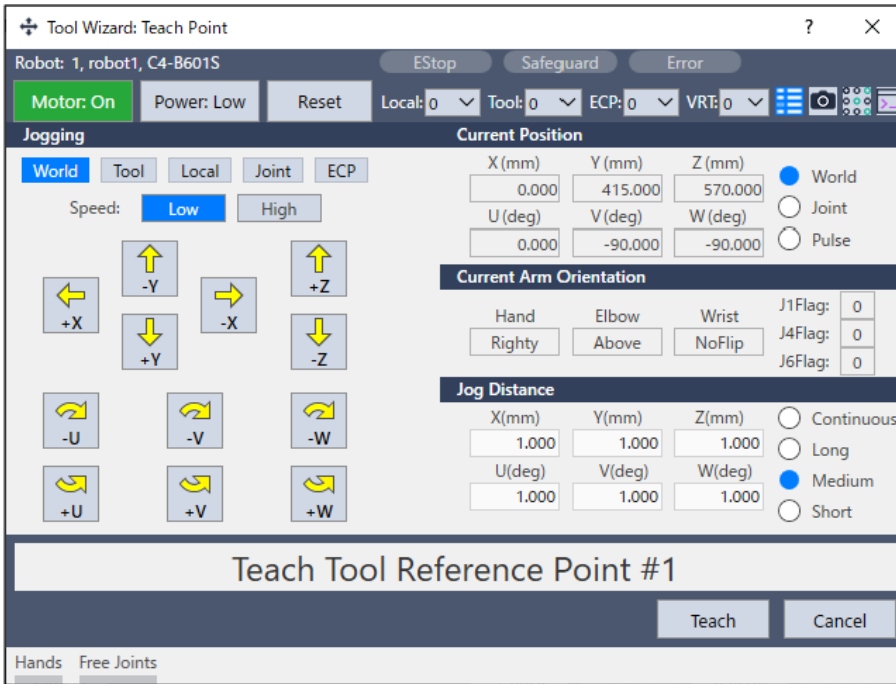 Tool Wizard: Teach Point
Robot: 1, robot1, C4-B601S EStop Safeguard Error
Motor: On Power: Low Reset Local: 0 Tool: 0 ECP: 0 VRT: 0
Jogging
World Tool Local Joint ECP
Speed: Low High
-Y
+Z
+X
-X
+Y
-Z
-U -V -W
+U +V +W
Current Position
X (mm) Y (mm) Z (mm)
0.000 415.000 570.000
U (deg) V (deg) W (deg)
0.000 -90.000 -90.000
World
Joint
Pulse
Current Arm Orientation
Hand Elbow Wrist
Righty Above NoFlip
J1Flag: 0
J4Flag: 0
J6Flag: 0
Jog Distance
X(mm) Y(mm) Z(mm)
1.000 1.000 1.000
U(deg) V(deg) W(deg)
1.000 1.000 1.000
Continuous
Long
Medium
Short
Teach Tool Reference Point #1
Teach Cancel
Hands Free Joints